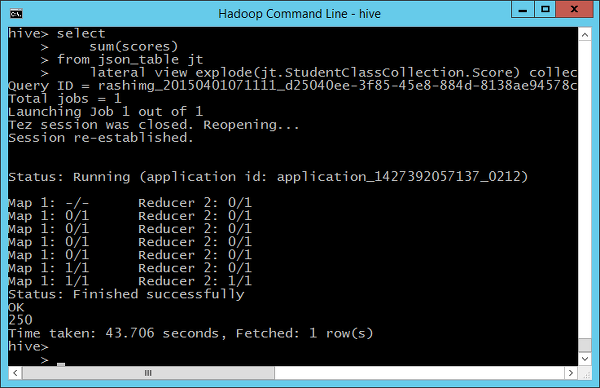 Hadoop Command Line - hive
hive> select
    >     sum(scores)
    > from json_table jt
    >     lateral view explode(jt.StudentClassCollection.Score) collec
Query ID = rashimg_20150401071111_d25040ee-3f85-45e8-884d-8138ae94578c
Total jobs = 1
Launching Job 1 out of 1
Tez session was closed. Reopening...
Session re-established.
Status: Running (application id: application_1427392057137_0212)
Map 1: -/-      Reducer 2: 0/1
Map 1: 0/1      Reducer 2: 0/1
Map 1: 0/1      Reducer 2: 0/1
Map 1: 0/1      Reducer 2: 0/1
Map 1: 0/1      Reducer 2: 0/1
Map 1: 1/1      Reducer 2: 0/1
Map 1: 1/1      Reducer 2: 1/1
Status: Finished successfully
OK
250
Time taken: 43.706 seconds, Fetched: 1 row(s)
hive>
    >